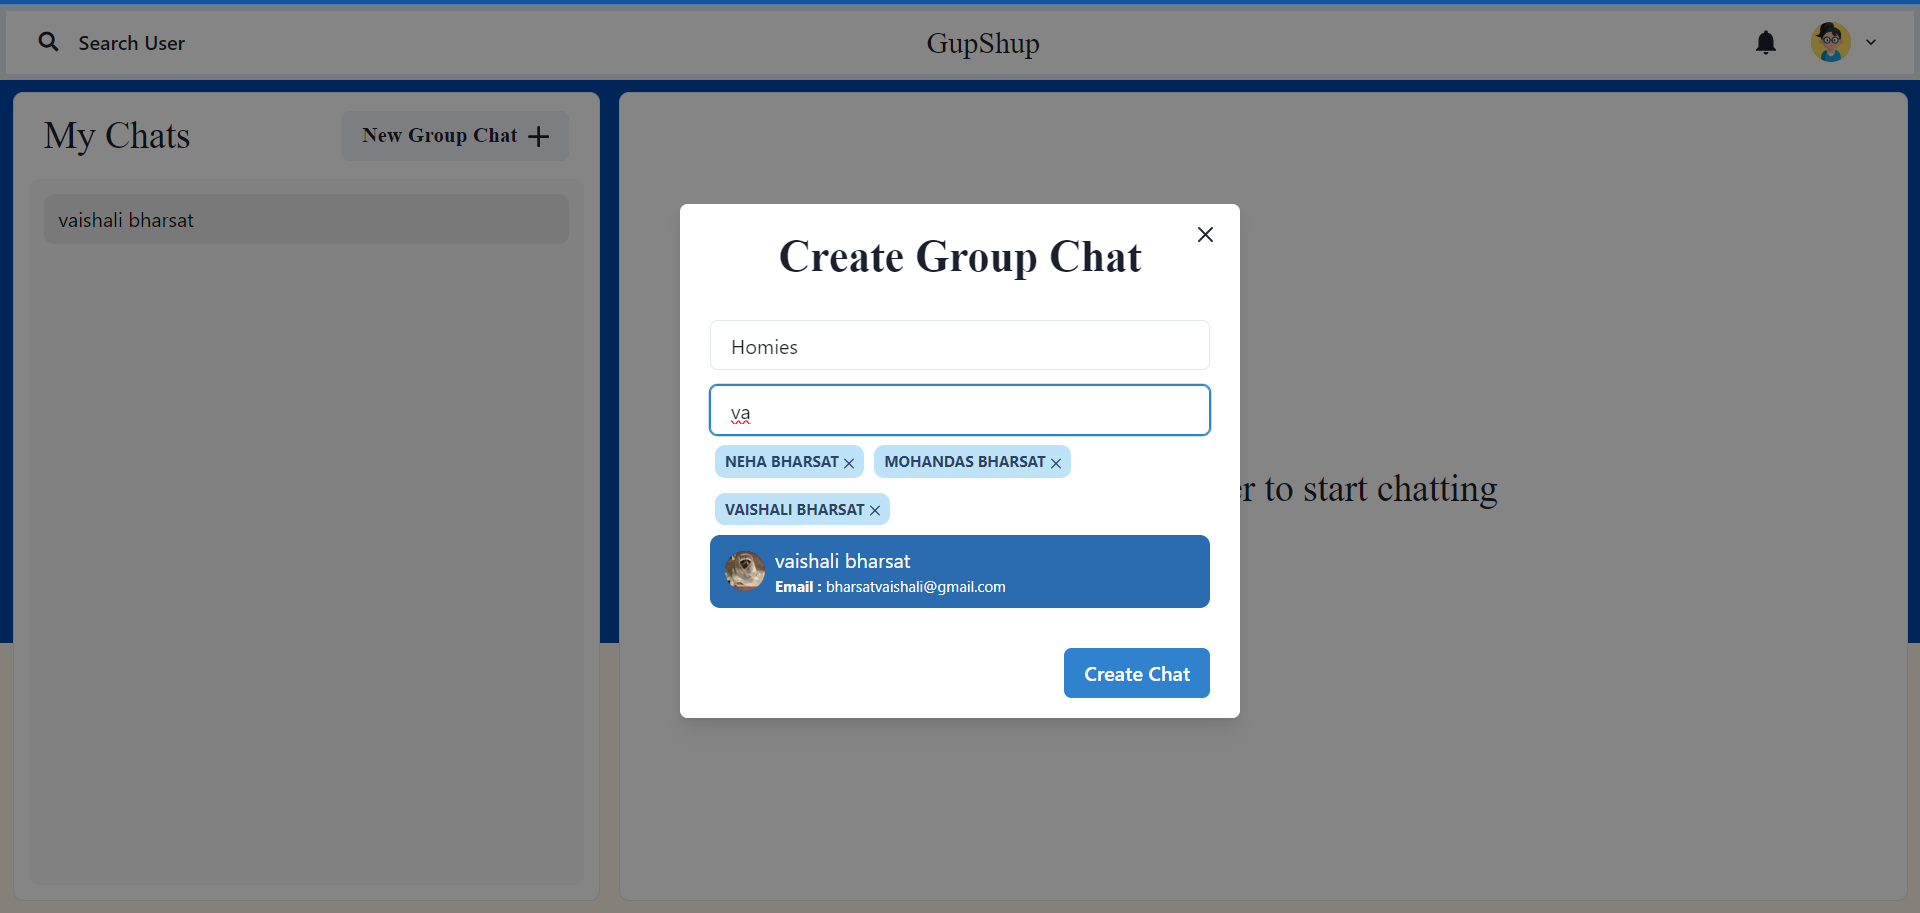 Search User
GupShup
My Chats
New Group Chat
vaishali bharsat
Create Group Chat
Homies
va
NEHA BHARSAT
MOHANDAS BHARSAT
VAISHALI BHARSAT
to start chatting
vaishali bharsat
Email : bharsatvaishali@gmail.com
Create Chat